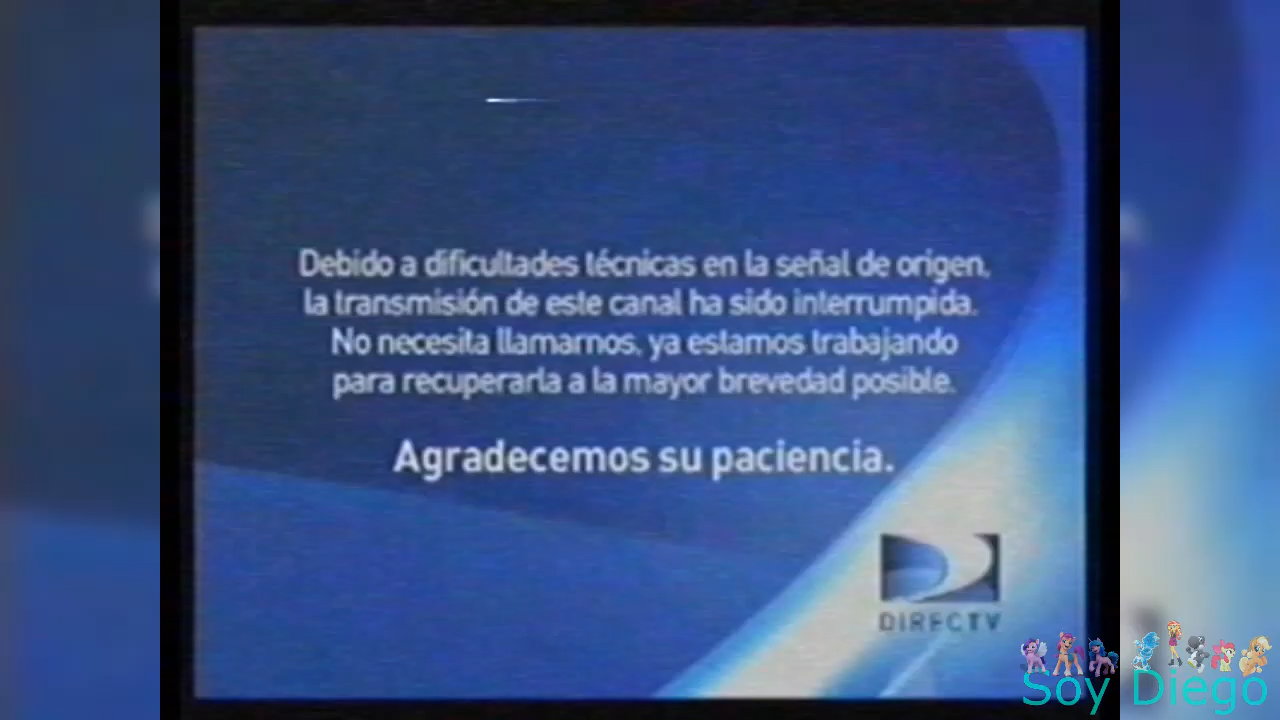 Debido a dificultades técnicas en la señal de origen,
la transmisión de este canal ha sido interrumpida.
No necesita llamarnos, ya estamos trabajando
para recuperarla a la mayor brevedad posible.
Agradecemos su paciencia.
DIRECTV
Soy Diego